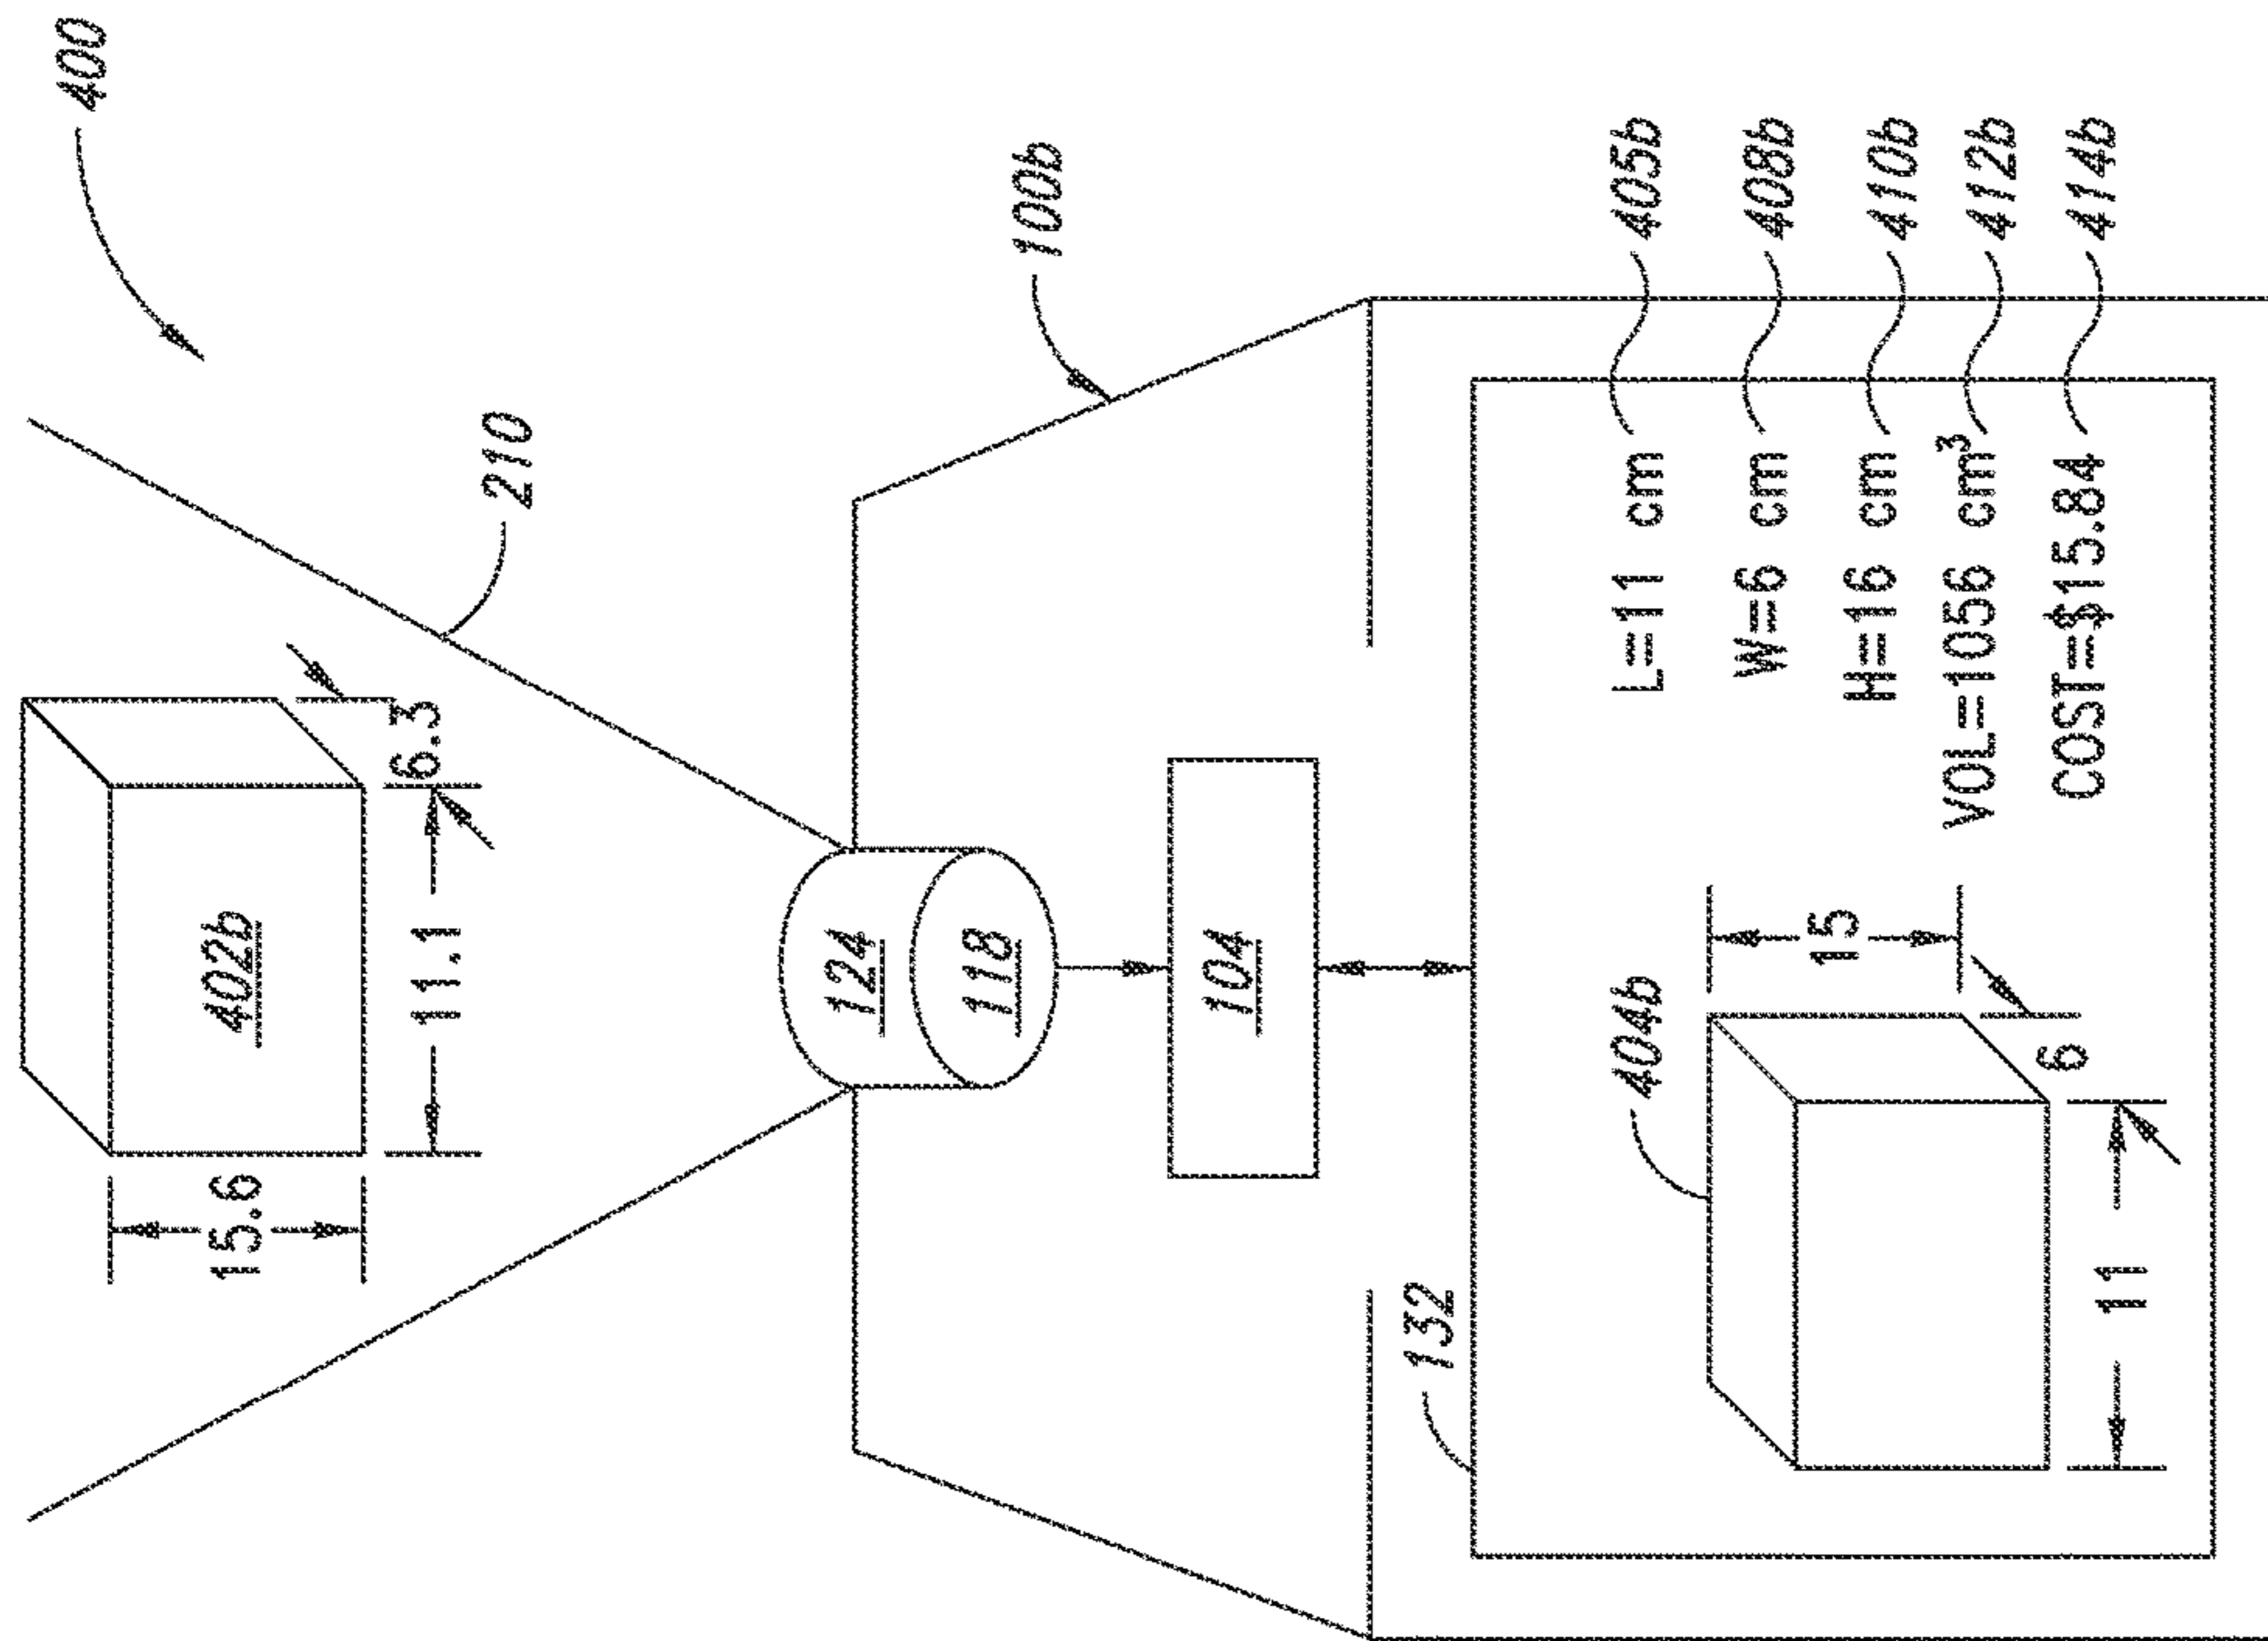 400
15.6
402b
11.1
6.3
210
100b
124
118
104
132
404b
15
6
11
L=11 cm 405b
W=6 cm 408b
H=16 cm 410b
VOL=1056 cm³ 412b
COST=$15.84 414b